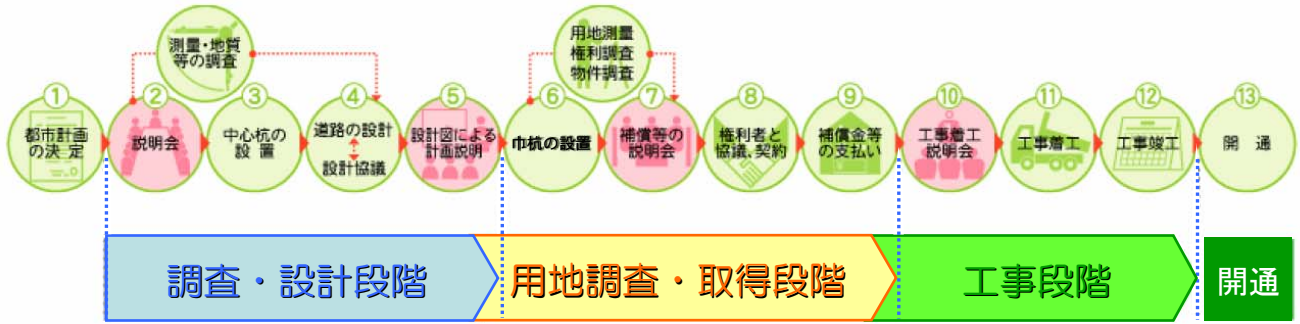 測量・地質
等の調査
用地測量
権利調査
物件調査
①
都市計画
の決定
②
説明会
③
中心杭の
設置
④
道路の設計
設計協議
⑤
設計図による
計画説明
⑥
巾杭の設置
⑦
補償等の
説明会
⑧
権利者と
協議、契約
⑨
補償金等
の支払い
⑩
工事着工
説明会
⑪
工事着工
⑫
工事竣工
⑬
開 通
調査・設計段階
用地調査・取得段階
工事段階
開通